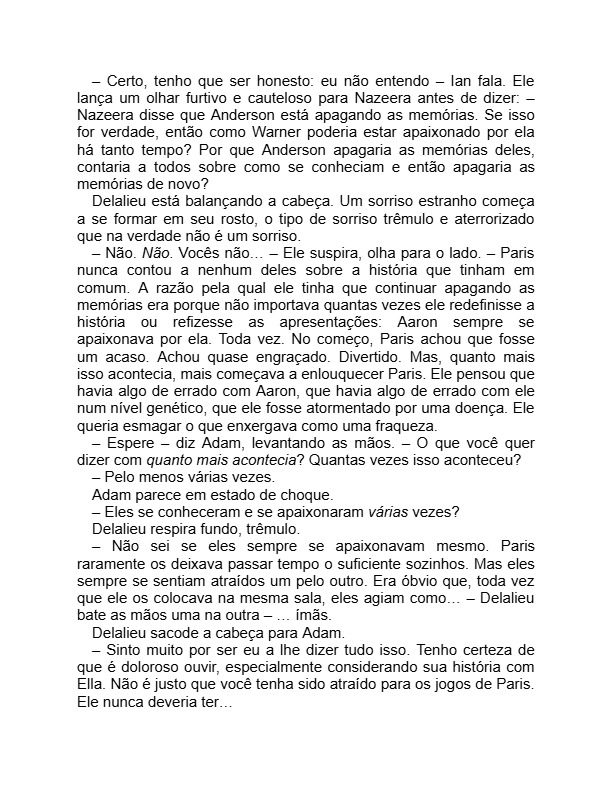 – Certo, tenho que ser honesto: eu não entendo – Ian fala. Ele
lança um olhar furtivo e cauteloso para Nazeera antes de dizer: –
Nazeera disse que Anderson está apagando as memórias. Se isso
for verdade, então como Warner poderia estar apaixonado por ela
há tanto tempo? Por que Anderson apagaria as memórias deles,
contaria a todos sobre como se conheciam e então apagaria as
memórias de novo?
Delalieu está balançando a cabeça. Um sorriso estranho começa
a se formar em seu rosto, o tipo de sorriso trêmulo e aterrorizado
que na verdade não é um sorriso.
– Não. Não. Vocês não… – Ele suspira, olha para o lado. – Paris
nunca contou a nenhum deles sobre a história que tinham em
comum. A razão pela qual ele tinha que continuar apagando as
memórias era porque não importava quantas vezes ele redefinisse a
história ou refizesse as apresentações: Aaron sempre se
apaixonava por ela. Toda vez. No começo, Paris achou que fosse
um acaso. Achou quase engraçado. Divertido. Mas, quanto mais
isso acontecia, mais começava a enlouquecer Paris. Ele pensou que
havia algo de errado com Aaron, que havia algo de errado com ele
num nível genético, que ele fosse atormentado por uma doença. Ele
queria esmagar o que enxergava como uma fraqueza.
– Espere – diz Adam, levantando as mãos. – O que você quer
dizer com quanto mais acontecia? Quantas vezes isso aconteceu?
– Pelo menos várias vezes.
Adam parece em estado de choque.
– Eles se conheceram e se apaixonaram várias vezes?
Delalieu respira fundo, trêmulo.
– Não sei se eles sempre se apaixonavam mesmo. Paris
raramente os deixava passar tempo o suficiente sozinhos. Mas eles
sempre se sentiam atraídos um pelo outro. Era óbvio que, toda vez
que ele os colocava na mesma sala, eles agiam como… – Delalieu
bate as mãos uma na outra – … ímãs.
Delalieu sacode a cabeça para Adam.
– Sinto muito por ser eu a lhe dizer tudo isso. Tenho certeza de
que é doloroso ouvir, especialmente considerando sua história com
Ella. Não é justo que você tenha sido atraído para os jogos de Paris.
Ele nunca deveria ter…